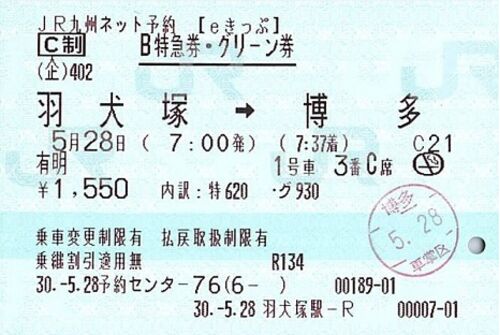 JR九州ネット予約 [eきっぷ]
C制 B特急券・グリーン券
(企)402
羽犬塚 → 博多
5月28日 ( 7:00発) (7:37着) C21
有明 1号車 3番C席
¥1,550 内訳:特620 ・グ930
博多
5.28
車掌区
乗車変更制限有 払戻取扱制限有
乗継割引適用無 R134
30.-5.28予約センター76(6- ) 00189-01
30.-5.28 羽犬塚駅-R 00007-01